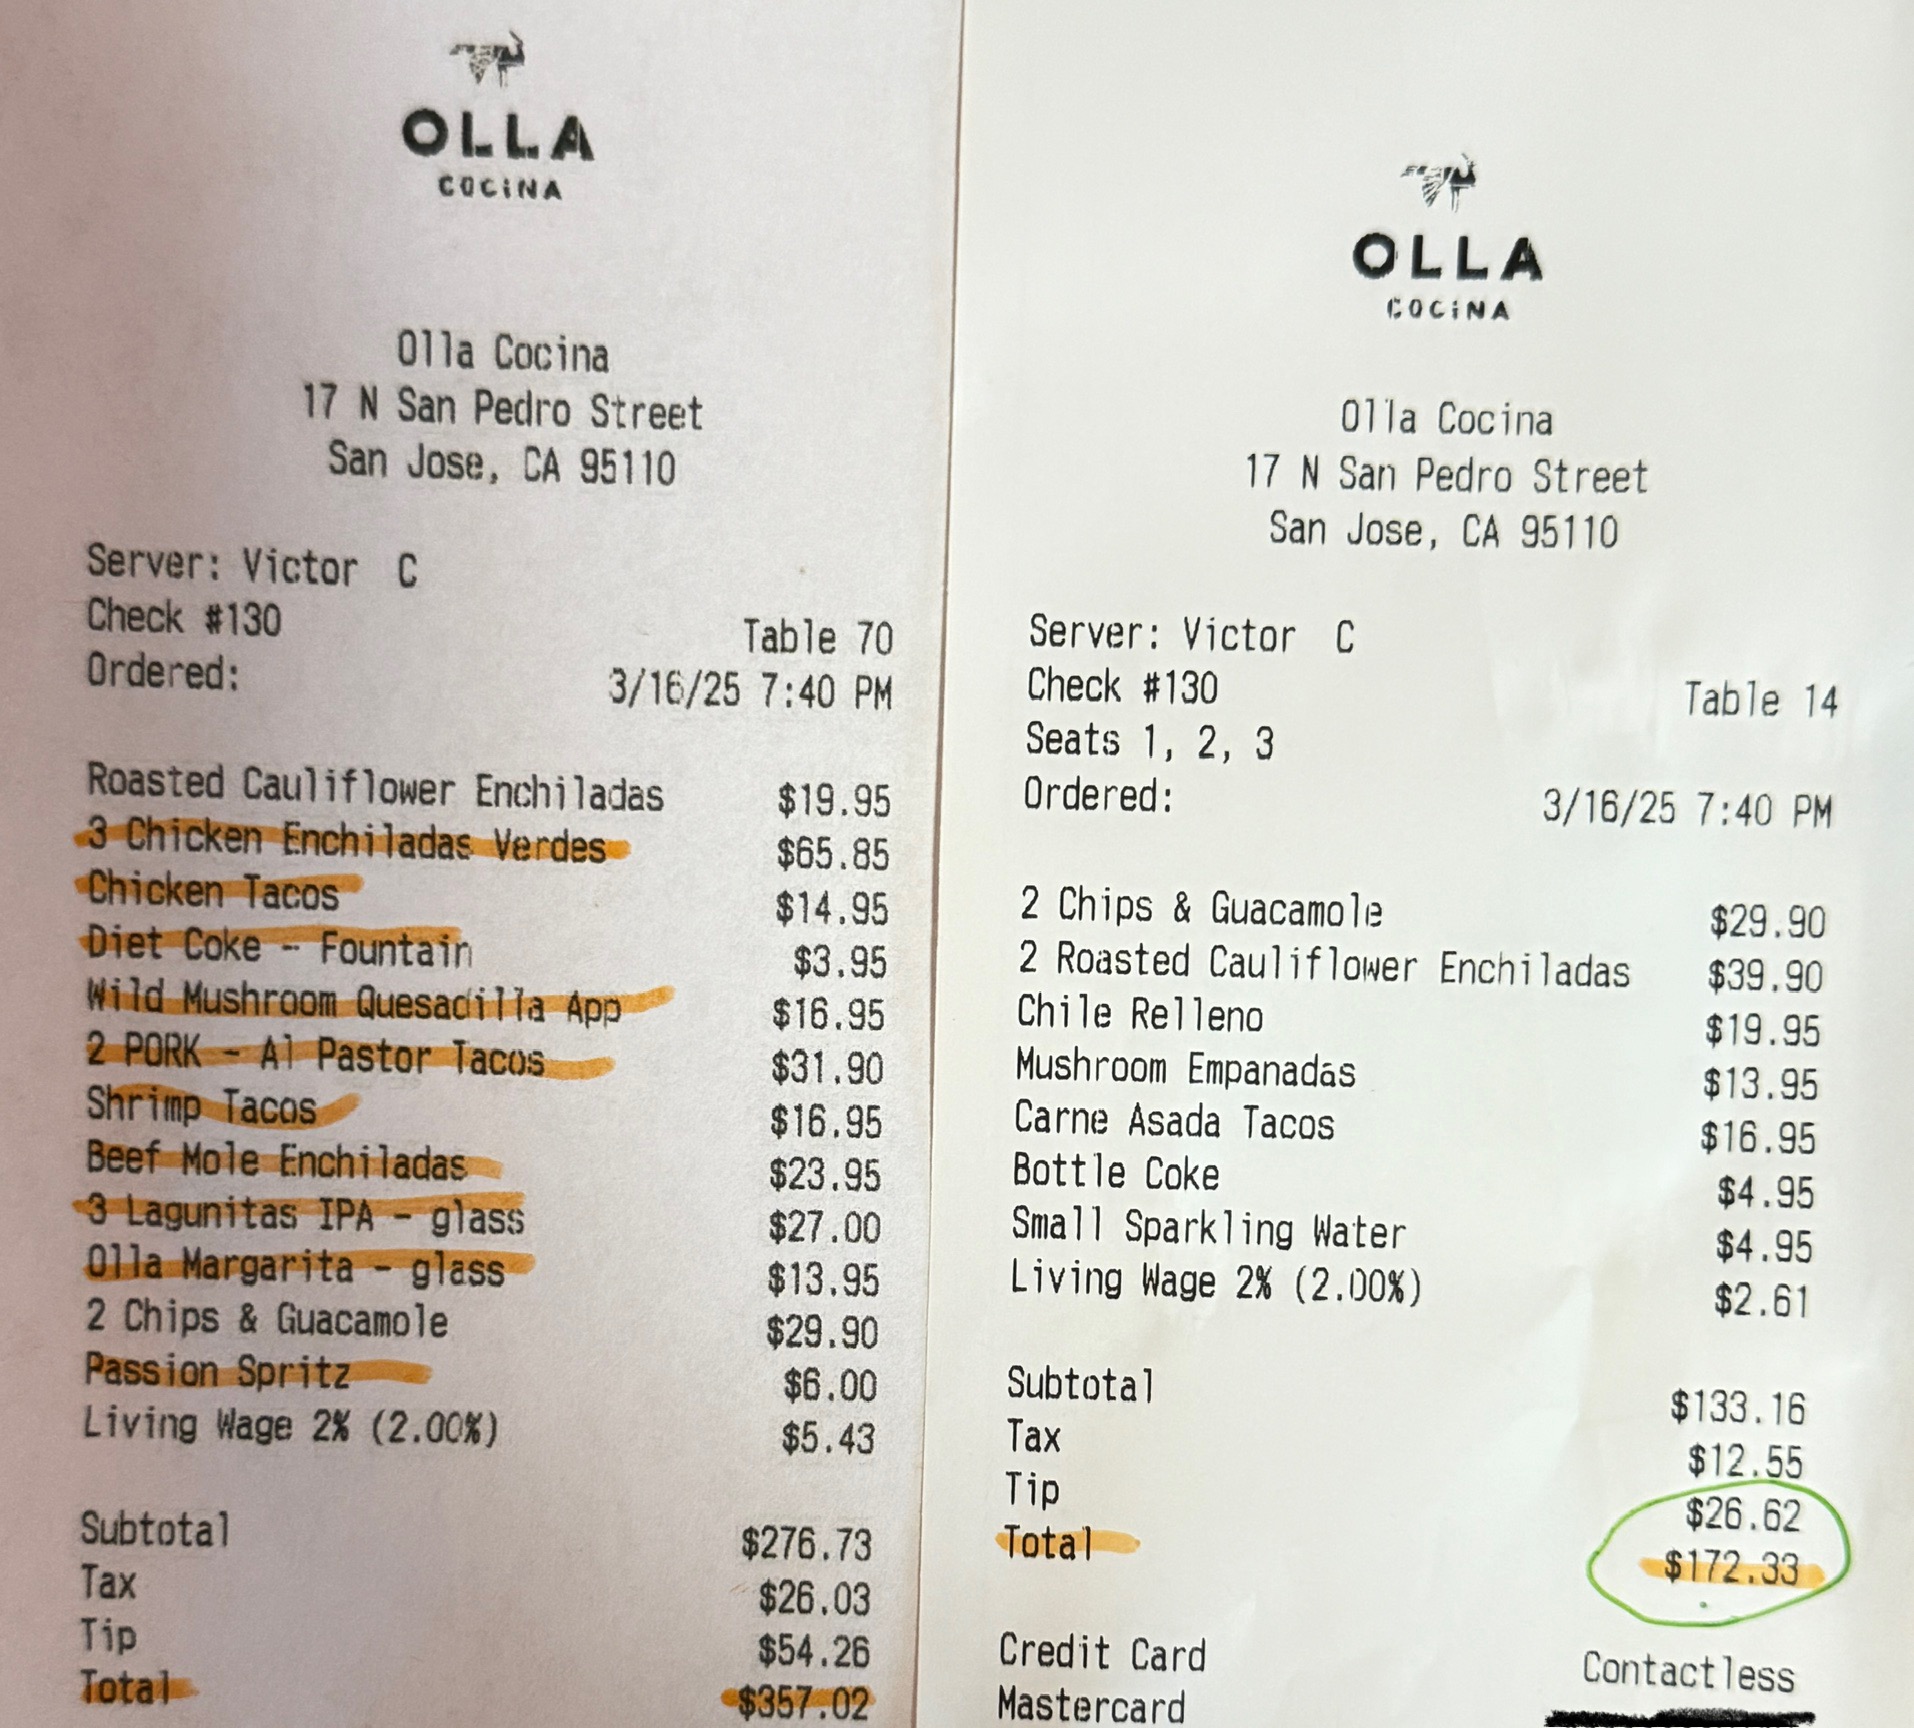 OLLA
COCiNA
Olla Cocina
17 N San Pedro Street
San Jose, CA 95110
Server: Victor C
Check #130
Table 70
Ordered:
3/16/25 7:40 PM
Roasted Cauliflower Enchiladas $19.95
3 Chicken Enchiladas Verdes $65.85
Chicken Tacos $14.95
Diet Coke - Fountain $3.95
Wild Mushroom Quesadilla App $16.95
2 PORK - Al Pastor Tacos $31.90
Shrimp Tacos $16.95
Beef Mole Enchiladas $23.95
3 Lagunitas IPA - glass $27.00
Olla Margarita - glass $13.95
2 Chips & Guacamole $29.90
Passion Spritz $6.00
Living Wage 2% (2.00%) $5.43
Subtotal $276.73
Tax $26.03
Tip $54.26
Total $357.02
OLLA
COCiNA
Olla Cocina
17 N San Pedro Street
San Jose, CA 95110
Server: Victor C
Check #130
Table 14
Seats 1, 2, 3
Ordered:
3/16/25 7:40 PM
2 Chips & Guacamole $29.90
2 Roasted Cauliflower Enchiladas $39.90
Chile Relleno $19.95
Mushroom Empanadas $13.95
Carne Asada Tacos $16.95
Bottle Coke $4.95
Small Sparkling Water $4.95
Living Wage 2% (2.00%) $2.61
Subtotal $133.16
Tax $12.55
Tip $26.62
Total $172.33
Credit Card Contactless
Mastercard